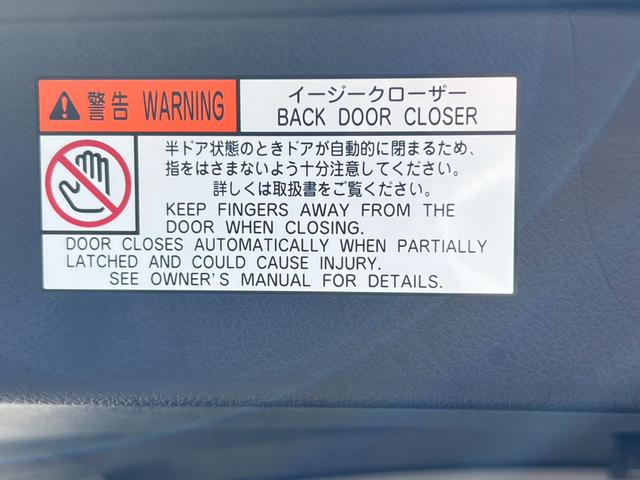 警告 WARNING
イージークローザー
BACK DOOR CLOSER
半ドア状態のときドアが自動的に閉まるため、
指をはさまないよう十分注意してください。
詳しくは取扱書をご覧ください。
KEEP FINGERS AWAY FROM THE
DOOR WHEN CLOSING.
DOOR CLOSES AUTOMATICALLY WHEN PARTIALLY
LATCHED AND COULD CAUSE INJURY.
SEE OWNER'S MANUAL FOR DETAILS.